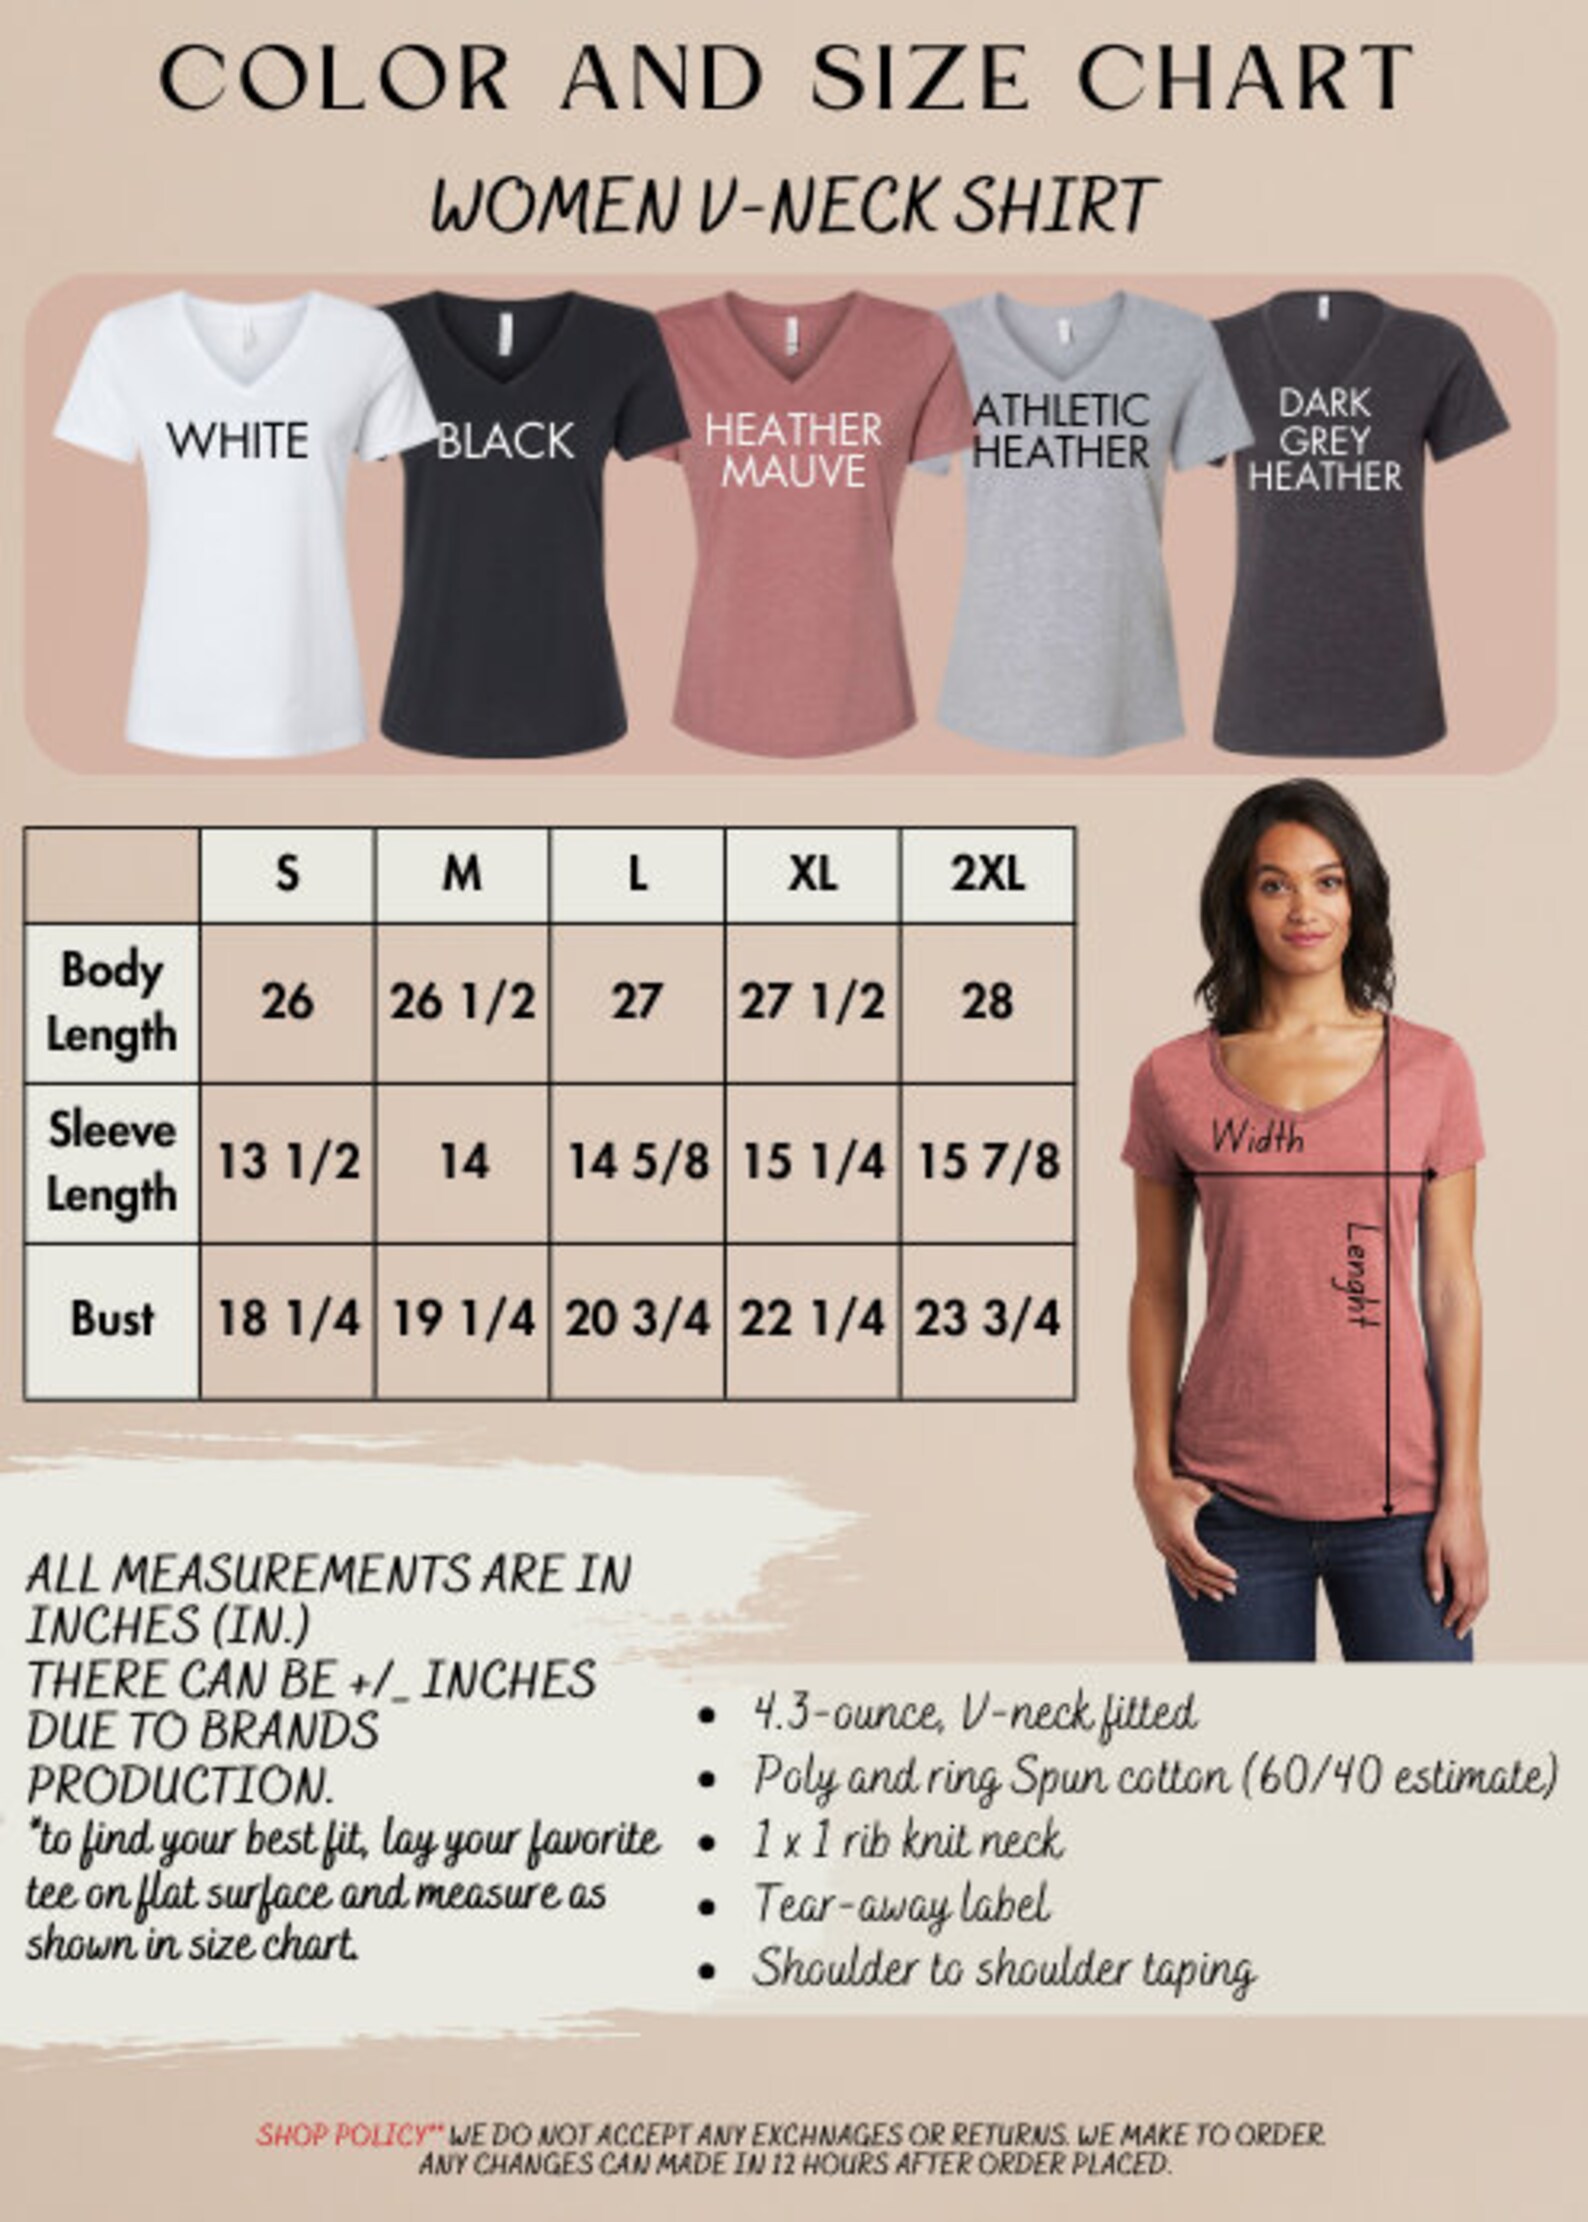 COLOR AND SIZE CHART
WOMEN V-NECK SHIRT
WHITE
BLACK
HEATHER
MAUVE
ATHLETIC
HEATHER
DARK
GREY
HEATHER
S M L XL 2XL
Body
Length
26 26 1/2 27 27 1/2 28
Sleeve
Length
13 1/2 14 14 5/8 15 1/4 15 7/8
Bust 18 1/4 19 1/4 20 3/4 22 1/4 23 3/4
Width
Lenght
ALL MEASUREMENTS ARE IN
INCHES (IN.)
THERE CAN BE +/_ INCHES
DUE TO BRANDS
PRODUCTION.
*to find your best fit, lay your favorite
tee on flat surface and measure as
shown in size chart.
• 4.3-ounce, V-neck fitted
• Poly and ring Spun cotton (60/40 estimate)
• 1 x 1 rib knit neck
• Tear-away label
• Shoulder to shoulder taping
SHOP POLICY** WE DO NOT ACCEPT ANY EXCHNAGES OR RETURNS. WE MAKE TO ORDER.
ANY CHANGES CAN MADE IN 12 HOURS AFTER ORDER PLACED.